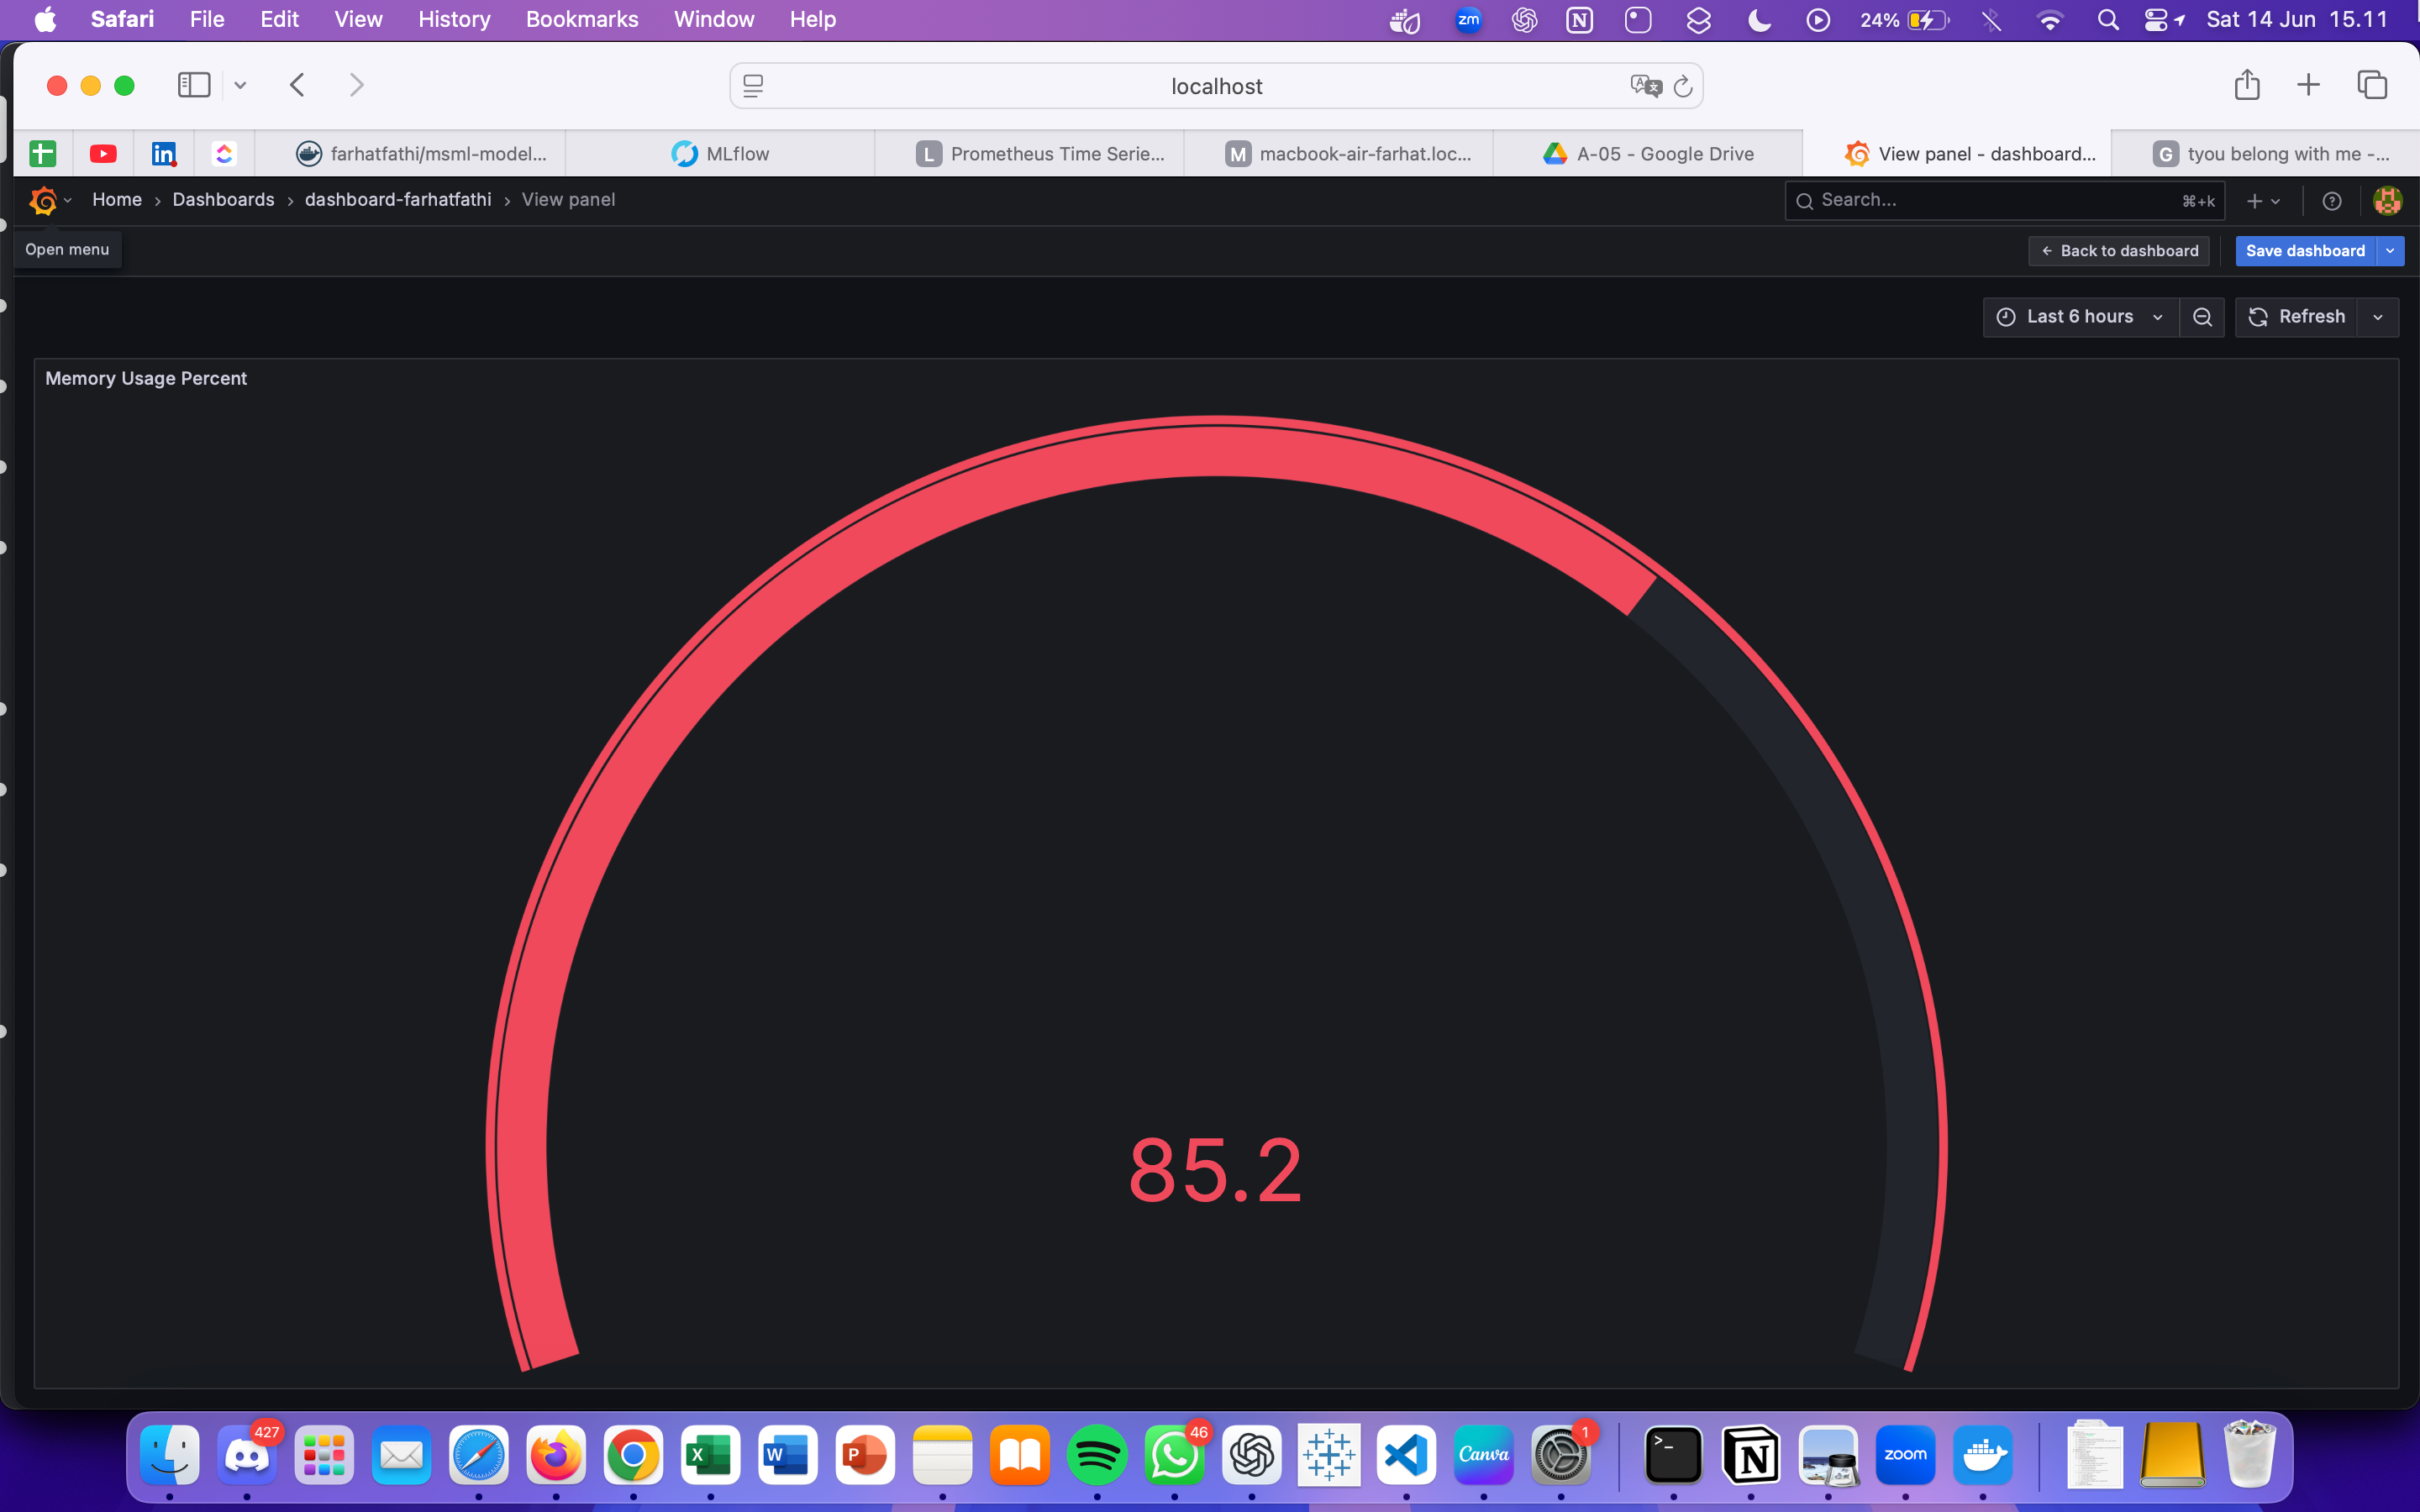 Safari File Edit View History Bookmarks Window Help zm 24% Sat 14 Jun 15.11
localhost
farhatfathi/msml-model... MLflow L Prometheus Time Serie... M macbook-air-farhat.loc... A-05 - Google Drive View panel - dashboard... G tyou belong with me -...
Home › Dashboards › dashboard-farhatfathi › View panel Search... ⌘+k
Open menu
← Back to dashboard Save dashboard
Last 6 hours Refresh
Memory Usage Percent
85.2
427 46 1
X W P Canva zoom